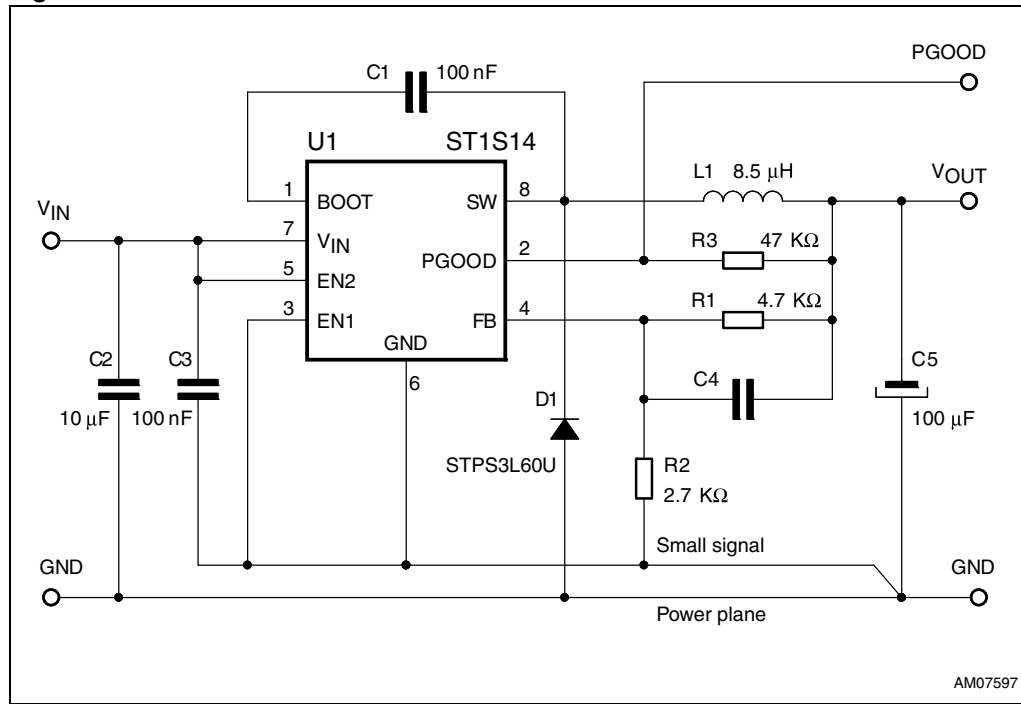 PGOOD
C1 100 nF
U1 ST1S14
L1 8.5 μH
VOUT
1 BOOT SW 8
VIN
7 VIN
PGOOD 2
R3 47 KΩ
5 EN2
R1 4.7 KΩ
3 EN1 FB 4
GND
6
C2 C3
C4
C5
10 μF 100 nF
D1
100 μF
STPS3L60U
R2
2.7 KΩ
Small signal
GND GND
Power plane
AM07597